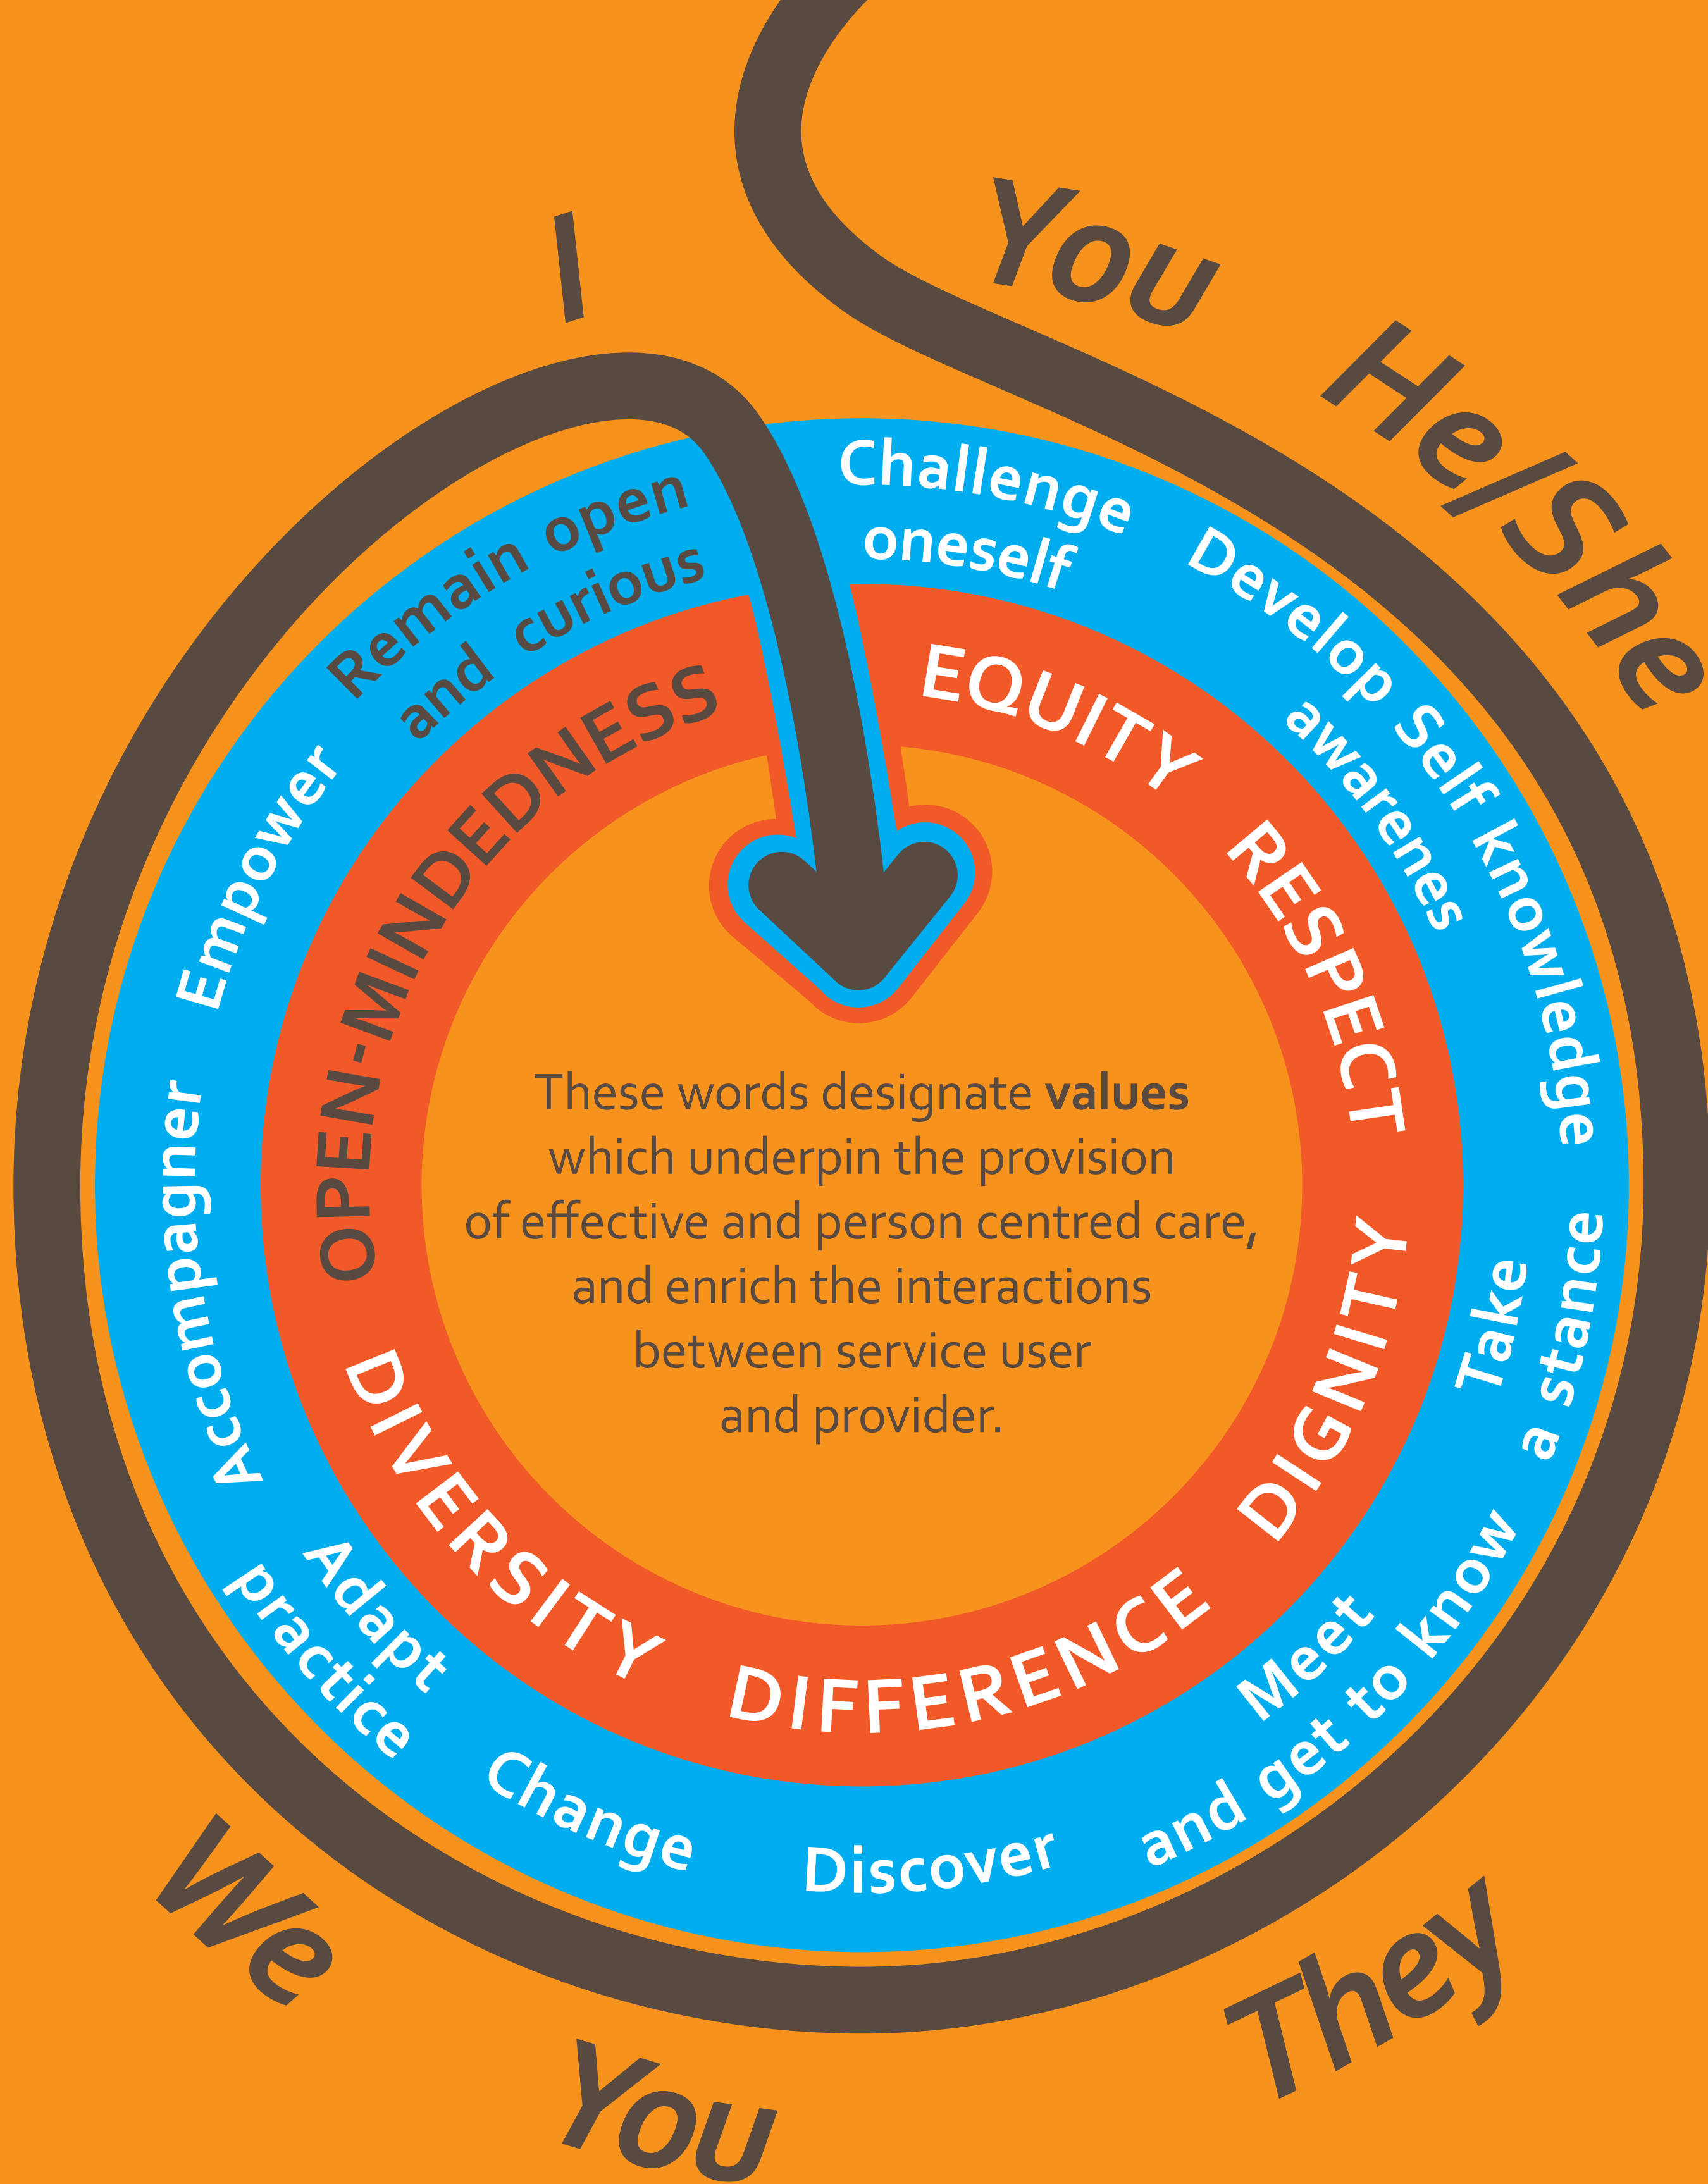 I
You
He/She
They
You
We
Remain open
and curious
Challenge
oneself
Develop self knowledge
awareness
Take
a stance
Meet
and get to know
Discover
Change
Adapt
practice
Accompagner
Empower
OPEN-MINDEDNESS
EQUITY
RESPECT
DIGNITY
DIFFERENCE
DIVERSITY
These words designate values
which underpin the provision
of effective and person centred care,
and enrich the interactions
between service user
and provider.